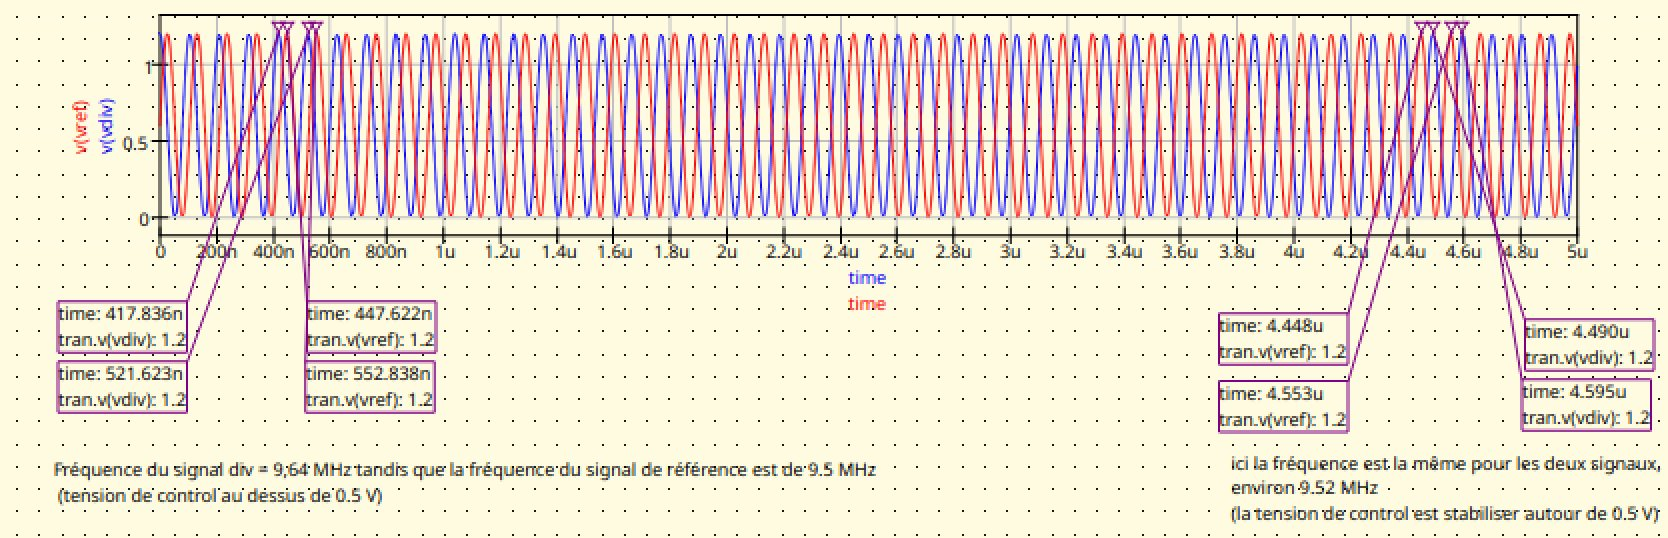 v(vref)
v(vdiv)
1
0.5
0
0 200n 400n 600n 800n 1u 1.2u 1.4u 1.6u 1.8u 2u 2.2u 2.4u 2.6u 2.8u 3u 3.2u 3.4u 3.6u 3.8u 4u 4.2u 4.4u 4.6u 4.8u 5u
time
time
time: 417.836n
tran.v(vdiv): 1.2
time: 521.623n
tran.v(vdiv): 1.2
time: 447.622n
tran.v(vref): 1.2
time: 552.838n
tran.v(vref): 1.2
time: 4.448u
tran.v(vref): 1.2
time: 4.553u
tran.v(vref): 1.2
time: 4.490u
tran.v(vdiv): 1.2
time: 4.595u
tran.v(vdiv): 1.2
Fréquence du signal div = 9,64 MHz tandis que la fréquence du signal de référence est de 9.5 MHz
(tension de control au dessus de 0.5 V)
ici la fréquence est la même pour les deux signaux,
environ 9.52 MHz
(la tension de control est stabiliser autour de 0.5 V)